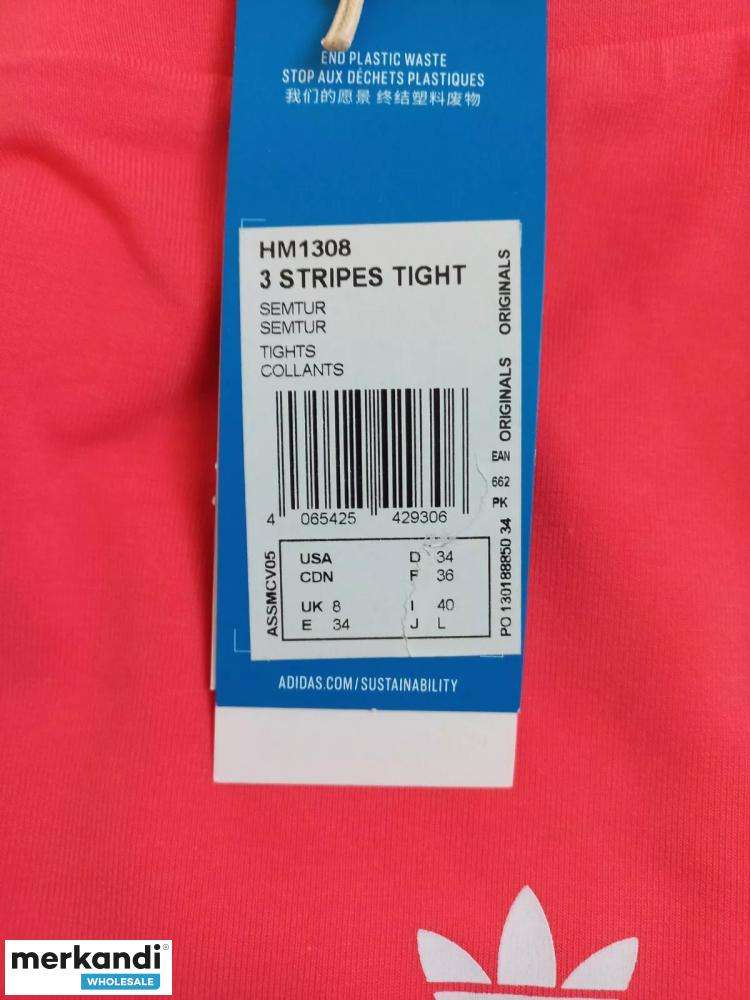 END PLASTIC WASTE
STOP AUX DÉCHETS PLASTIQUES
我们的愿景 终结塑料废物
HM1308
3 STRIPES TIGHT
SEMTUR
SEMTUR
TIGHTS
COLLANTS
ORIGINALS
ORIGINALS
EAN
662
PK
4 065425 429306
ASSMCV05
USA D 34
CDN F 36
UK 8 I 40
E 34 J L
PO 130188850 34
ADIDAS.COM/SUSTAINABILITY
merkandi®
WHOLESALE